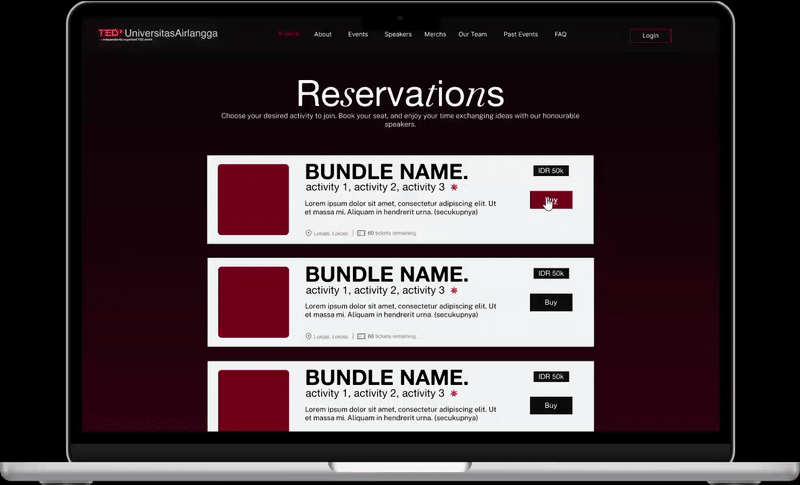 TEDx UniversitasAirlangga
x = independently organized TED event
Home About Events Speakers Merchs Our Team Past Events FAQ Login
Reservations
Choose your desired activity to join. Book your seat, and enjoy your time exchanging ideas with our honourable
speakers.
BUNDLE NAME.
IDR 50k
activity 1, activity 2, activity 3
Buy
Lorem ipsum dolor sit amet, consectetur adipiscing elit. Ut
et massa mi. Aliquam in hendrerit urna. (secukupnya)
Lokasi, Lokasi | 60 tickets remaining
BUNDLE NAME.
IDR 50k
activity 1, activity 2, activity 3
Buy
Lorem ipsum dolor sit amet, consectetur adipiscing elit. Ut
et massa mi. Aliquam in hendrerit urna. (secukupnya)
Lokasi, Lokasi | 60 tickets remaining
BUNDLE NAME.
IDR 50k
activity 1, activity 2, activity 3
Buy
Lorem ipsum dolor sit amet, consectetur adipiscing elit. Ut
et massa mi. Aliquam in hendrerit urna. (secukupnya)